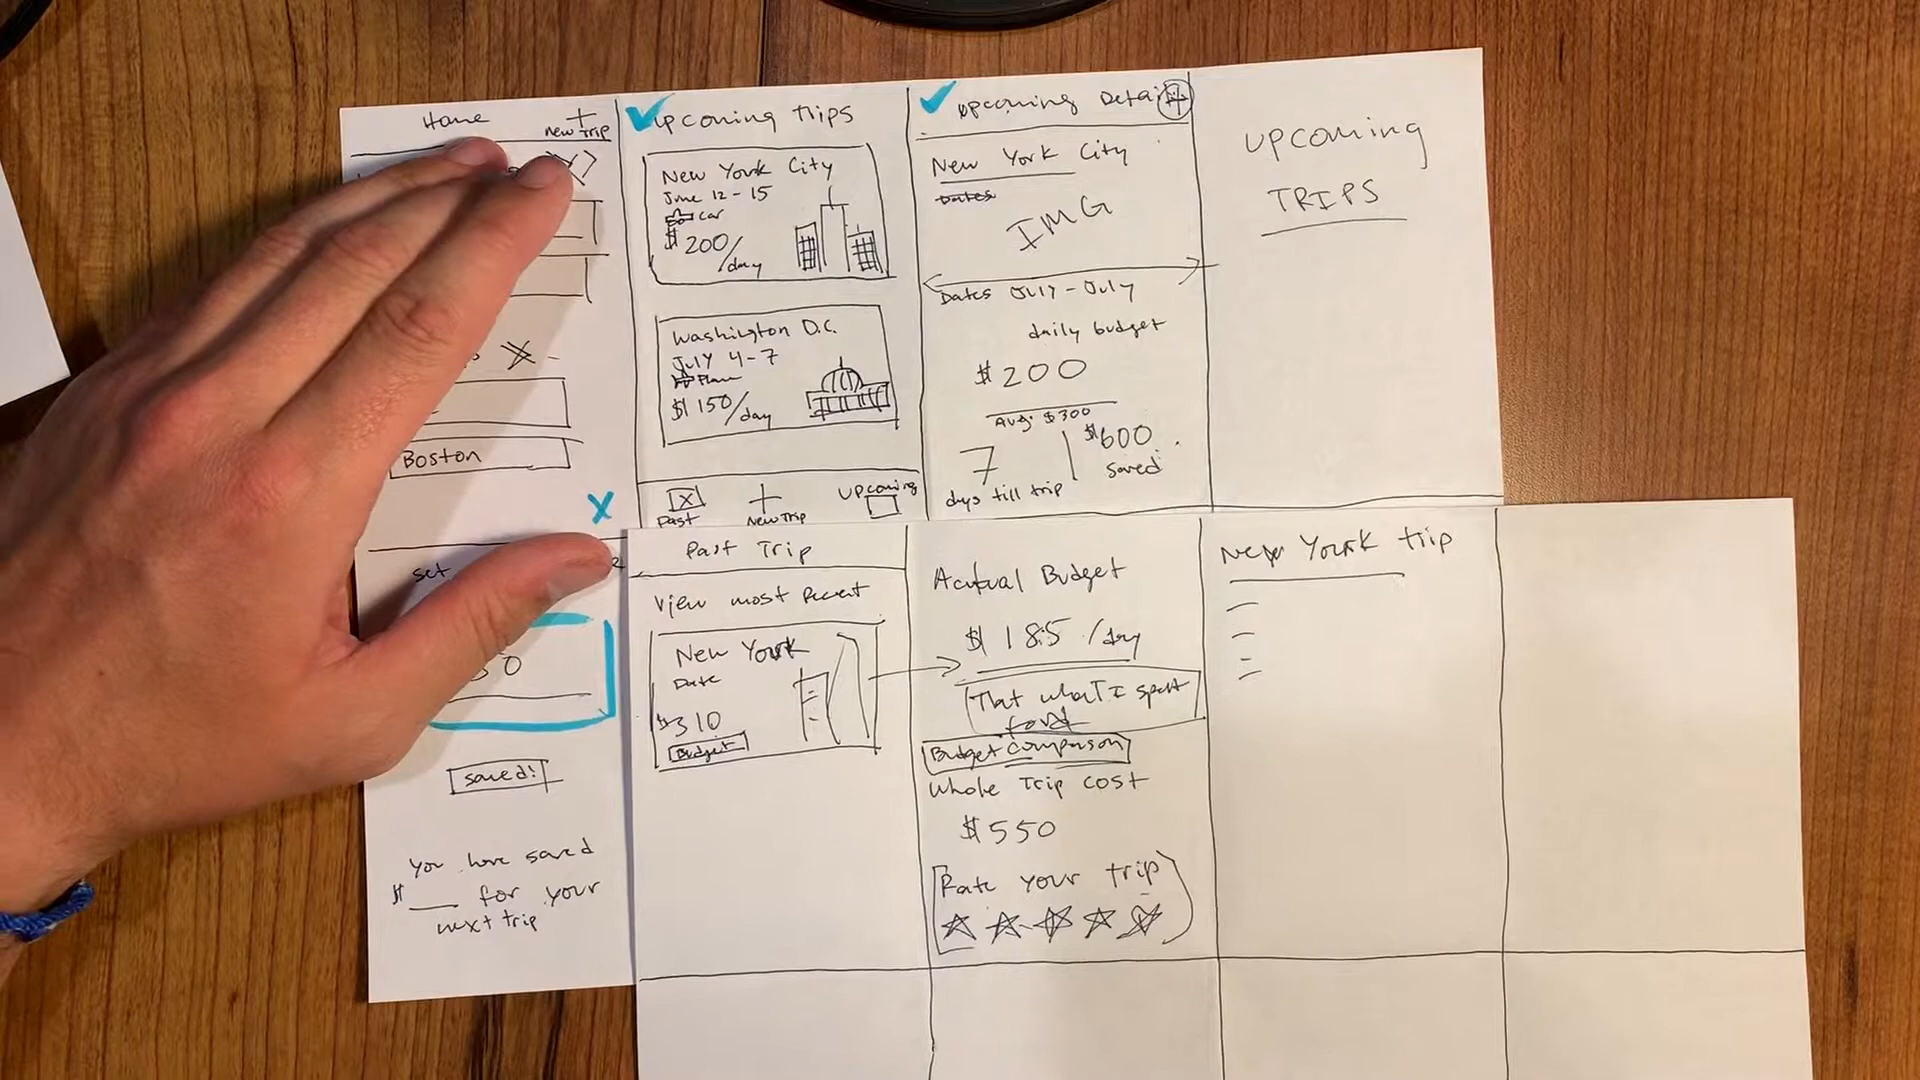 Home
+
New Trip
Boston
X
set
saved!
You have saved
$ ___ for your
next trip
Upcoming Trips
New York City
June 12-15
car
$ 200/day
Washington D.C.
July 4-7
Plane
$ 150/day
Past
+
New Trip
Upcoming
Upcoming Detail
New York City
Dates
IMG
Dates July - July
daily budget
$ 200
Avg: $300
7
days till trip
$600
saved
Upcoming
TRIPS
Past Trip
View most recent
New York
Date
$310
Budget
Actual Budget
$ 185 /day
That what I spent
Budget Comparison
Whole Trip cost
$ 550
Rate your trip
New York trip